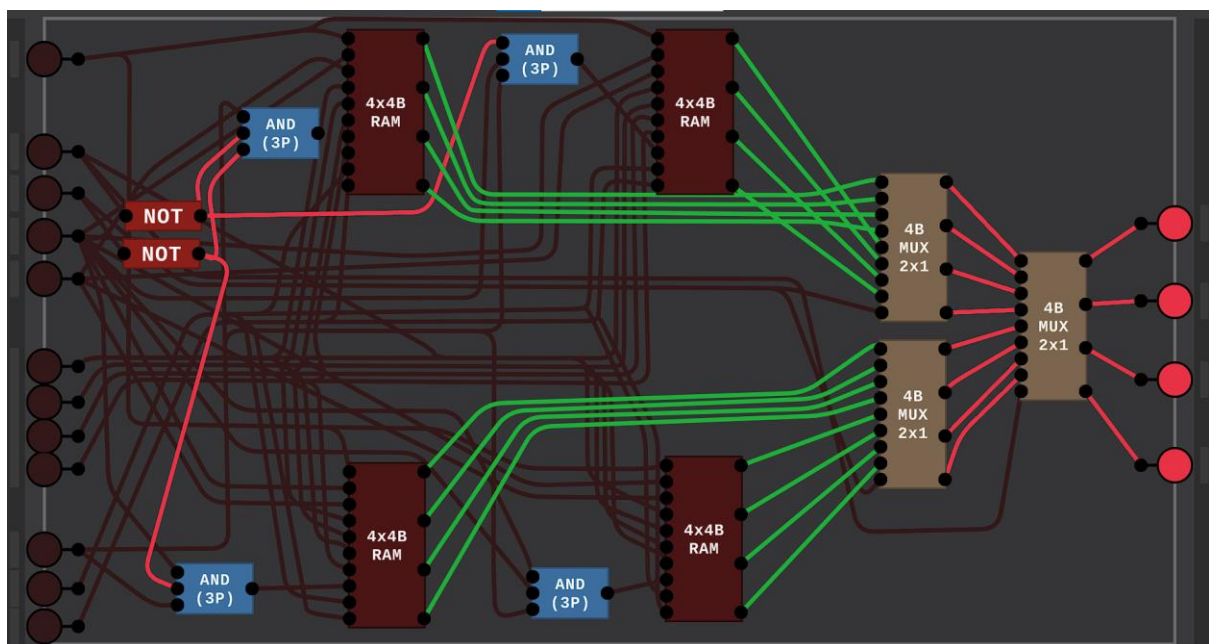 AND
(3P)
4x4B
RAM
AND
(3P)
4x4B
RAM
NOT
NOT
4B
MUX
2x1
4B
MUX
2x1
4B
MUX
2x1
4x4B
RAM
4x4B
RAM
AND
(3P)
AND
(3P)